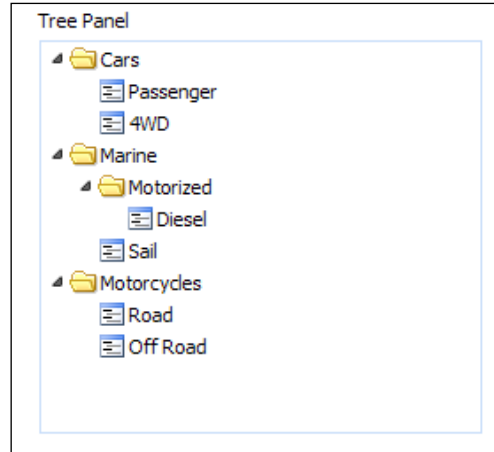 Tree Panel
Cars
Passenger
4WD
Marine
Motorized
Diesel
Sail
Motorcycles
Road
Off Road